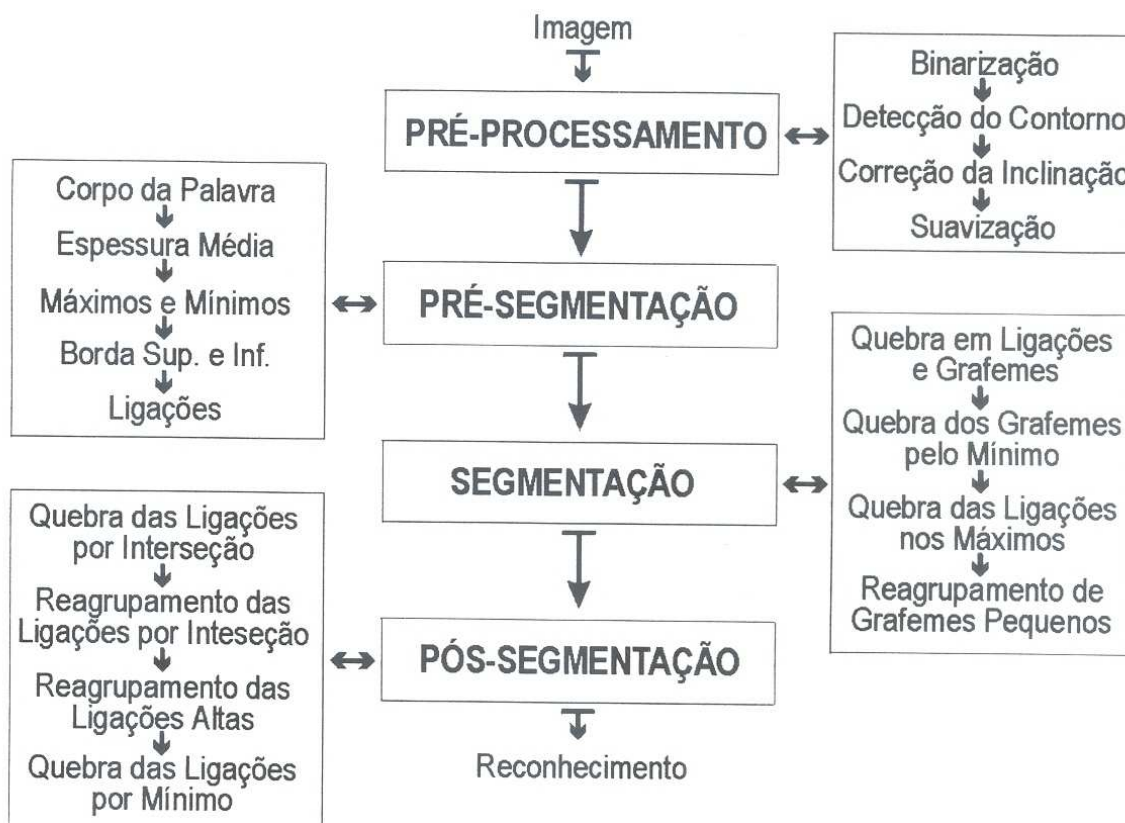 Imagem
PRÉ-PROCESSAMENTO
Binarização
Detecção do Contorno
Correção da Inclinação
Suavização
PRÉ-SEGMENTAÇÃO
Corpo da Palavra
Espessura Média
Máximos e Mínimos
Borda Sup. e Inf.
Ligações
SEGMENTAÇÃO
Quebra em Ligações
e Grafemes
Quebra dos Grafemes
pelo Mínimo
Quebra das Ligações
nos Máximos
Reagrupamento de
Grafemes Pequenos
PÓS-SEGMENTAÇÃO
Quebra das Ligações
por Interseção
Reagrupamento das
Ligações por Inteseção
Reagrupamento das
Ligações Altas
Quebra das Ligações
por Mínimo
Reconhecimento